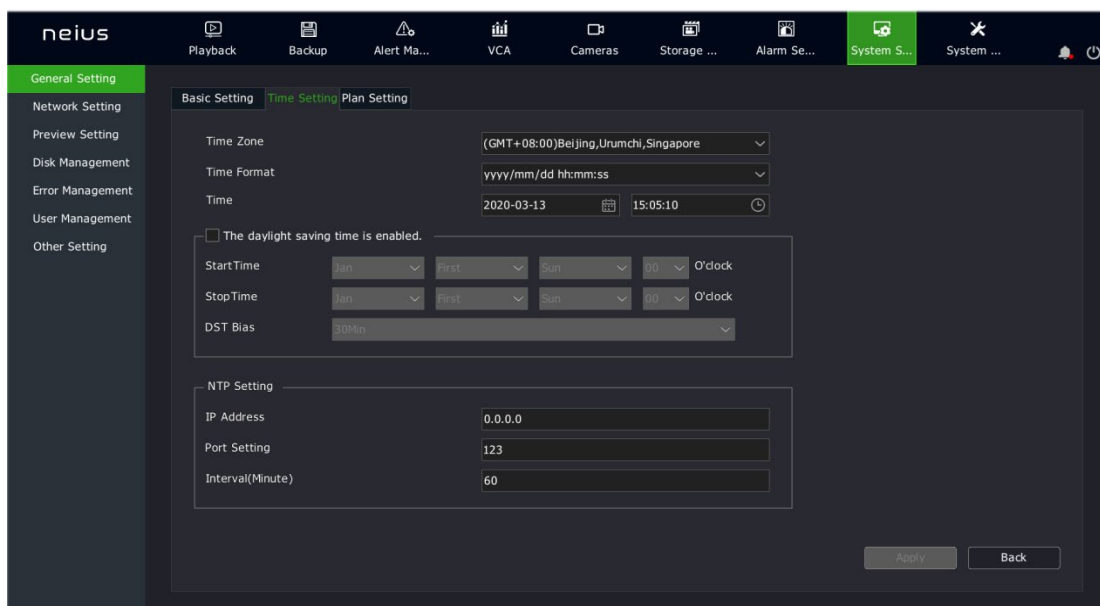 neius
Playback Backup Alert Ma... VCA Cameras Storage ... Alarm Se... System S... System ...
General Setting
Network Setting
Preview Setting
Disk Management
Error Management
User Management
Other Setting
Basic Setting Time Setting Plan Setting
Time Zone (GMT+08:00)Beijing,Urumchi,Singapore
Time Format yyyy/mm/dd hh:mm:ss
Time 2020-03-13 15:05:10
The daylight saving time is enabled.
StartTime Jan First Sun 00 O'clock
StopTime Jan First Sun 00 O'clock
DST Bias 30Min
NTP Setting
IP Address 0.0.0.0
Port Setting 123
Interval(Minute) 60
Apply Back